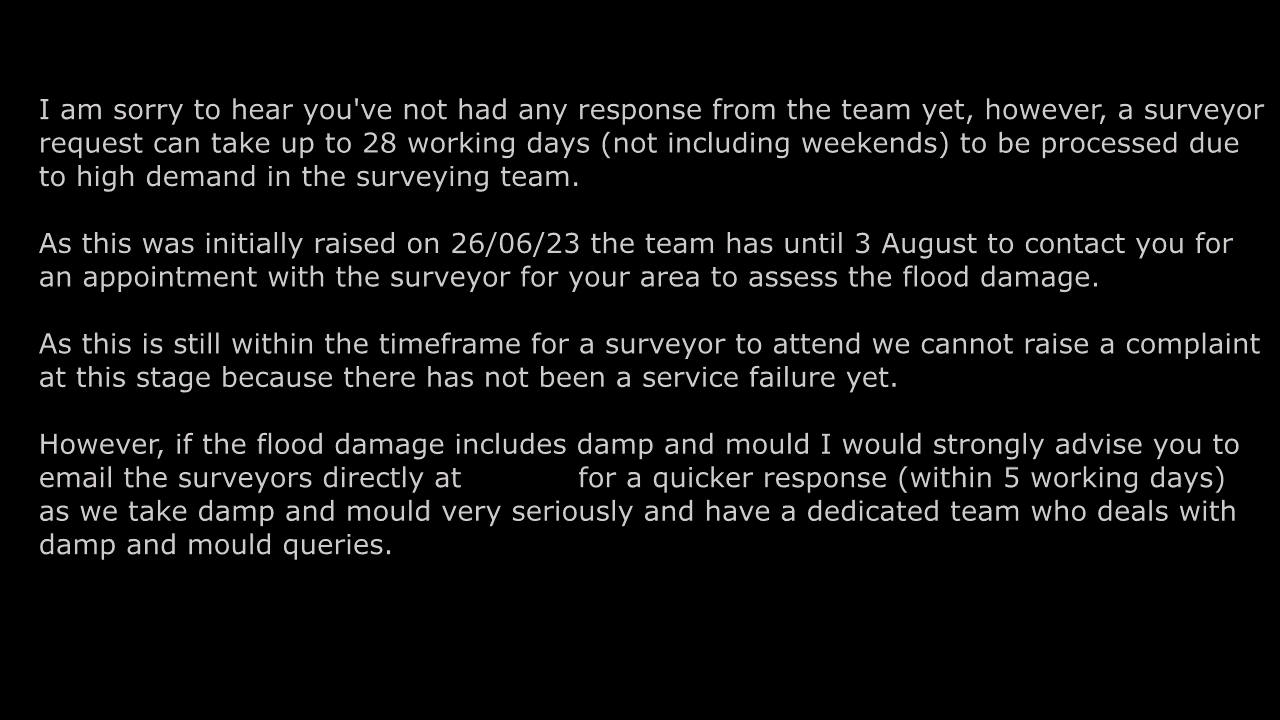 I am sorry to hear you've not had any response from the team yet, however, a surveyor
request can take up to 28 working days (not including weekends) to be processed due
to high demand in the surveying team.
As this was initially raised on 26/06/23 the team has until 3 August to contact you for
an appointment with the surveyor for your area to assess the flood damage.
As this is still within the timeframe for a surveyor to attend we cannot raise a complaint
at this stage because there has not been a service failure yet.
However, if the flood damage includes damp and mould I would strongly advise you to
email the surveyors directly at for a quicker response (within 5 working days)
as we take damp and mould very seriously and have a dedicated team who deals with
damp and mould queries.